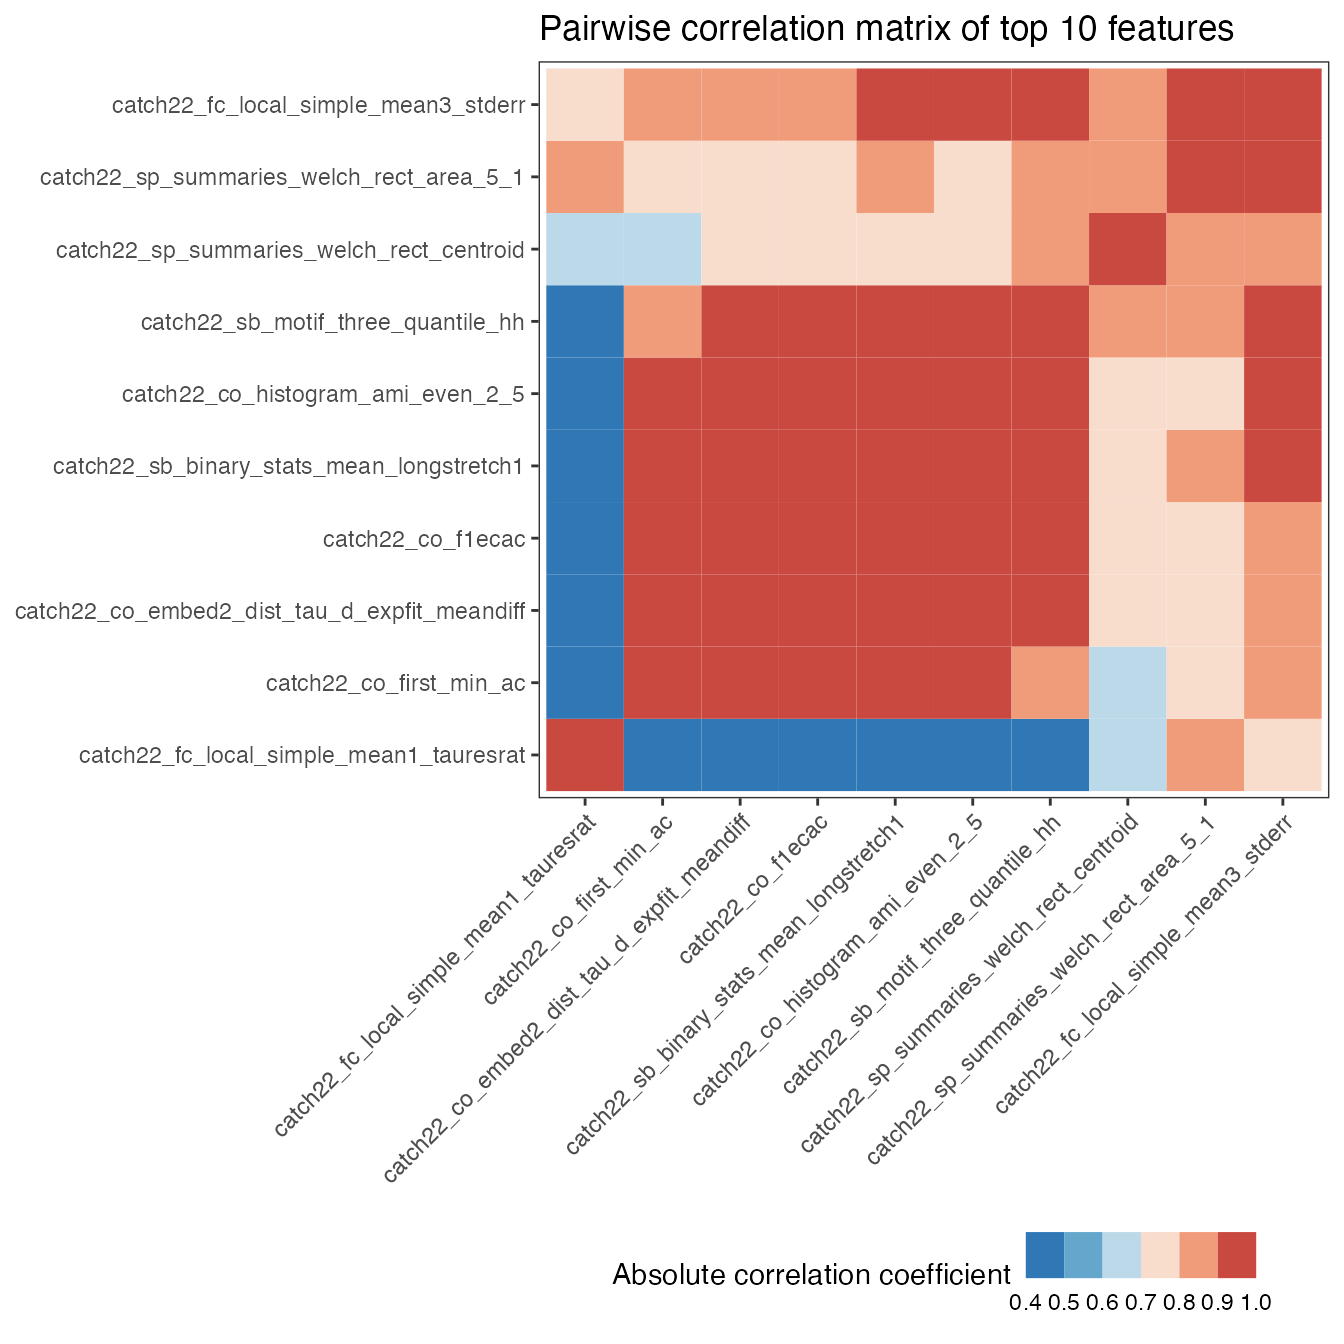 Pairwise correlation matrix of top 10 features
catch22_fc_local_simple_mean3_stderr
catch22_sp_summaries_welch_rect_area_5_1
catch22_sp_summaries_welch_rect_centroid
catch22_sb_motif_three_quantile_hh
catch22_co_histogram_ami_even_2_5
catch22_sb_binary_stats_mean_longstretch1
catch22_co_f1ecac
catch22_co_embed2_dist_tau_d_expfit_meandiff
catch22_co_first_min_ac
catch22_fc_local_simple_mean1_tauresrat
catch22_fc_local_simple_mean1_tauresrat
catch22_co_first_min_ac
catch22_co_embed2_dist_tau_d_expfit_meandiff
catch22_co_f1ecac
catch22_sb_binary_stats_mean_longstretch1
catch22_co_histogram_ami_even_2_5
catch22_sb_motif_three_quantile_hh
catch22_sp_summaries_welch_rect_centroid
catch22_sp_summaries_welch_rect_area_5_1
catch22_fc_local_simple_mean3_stderr
Absolute correlation coefficient
0.4 0.5 0.6 0.7 0.8 0.9 1.0